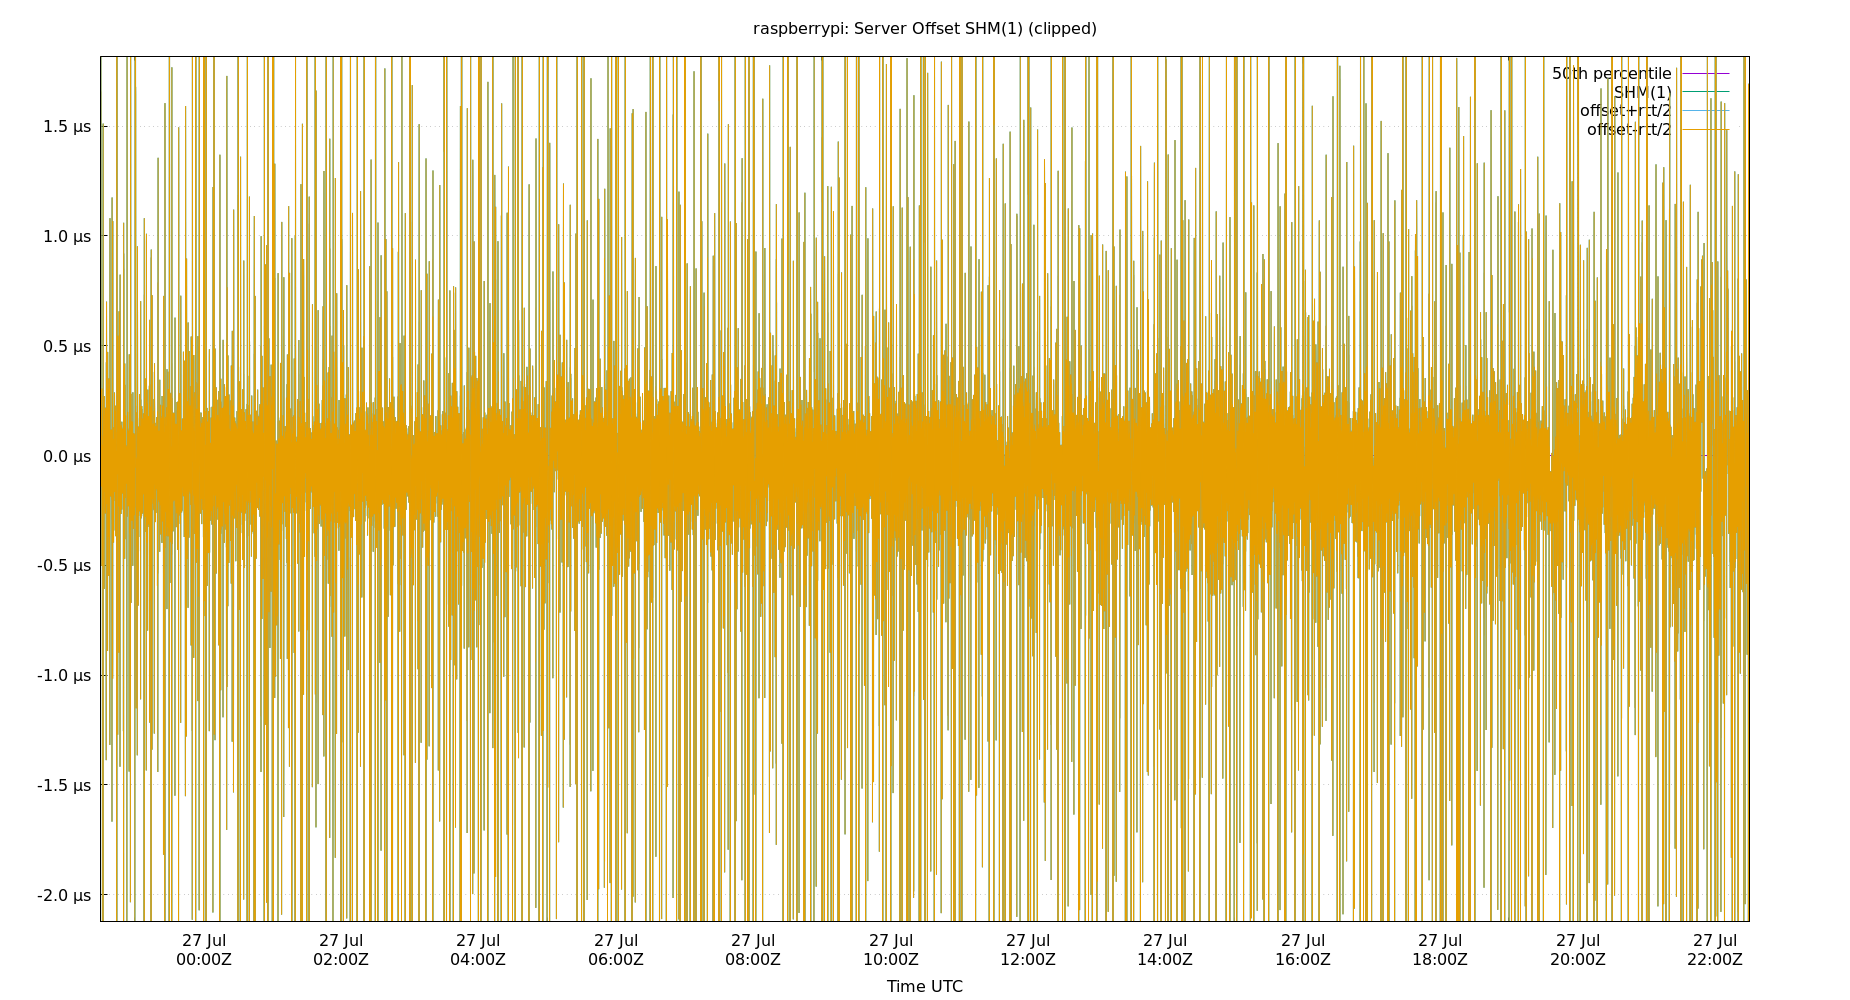 raspberrypi: Server Offset SHM(1) (clipped)
50th percentile
SHM(1)
offset+rtt/2
offset-rtt/2
1.5 µs
1.0 µs
0.5 µs
0.0 µs
-0.5 µs
-1.0 µs
-1.5 µs
-2.0 µs
27 Jul 27 Jul 27 Jul 27 Jul 27 Jul 27 Jul 27 Jul 27 Jul 27 Jul 27 Jul 27 Jul 27 Jul
00:00Z 02:00Z 04:00Z 06:00Z 08:00Z 10:00Z 12:00Z 14:00Z 16:00Z 18:00Z 20:00Z 22:00Z
Time UTC